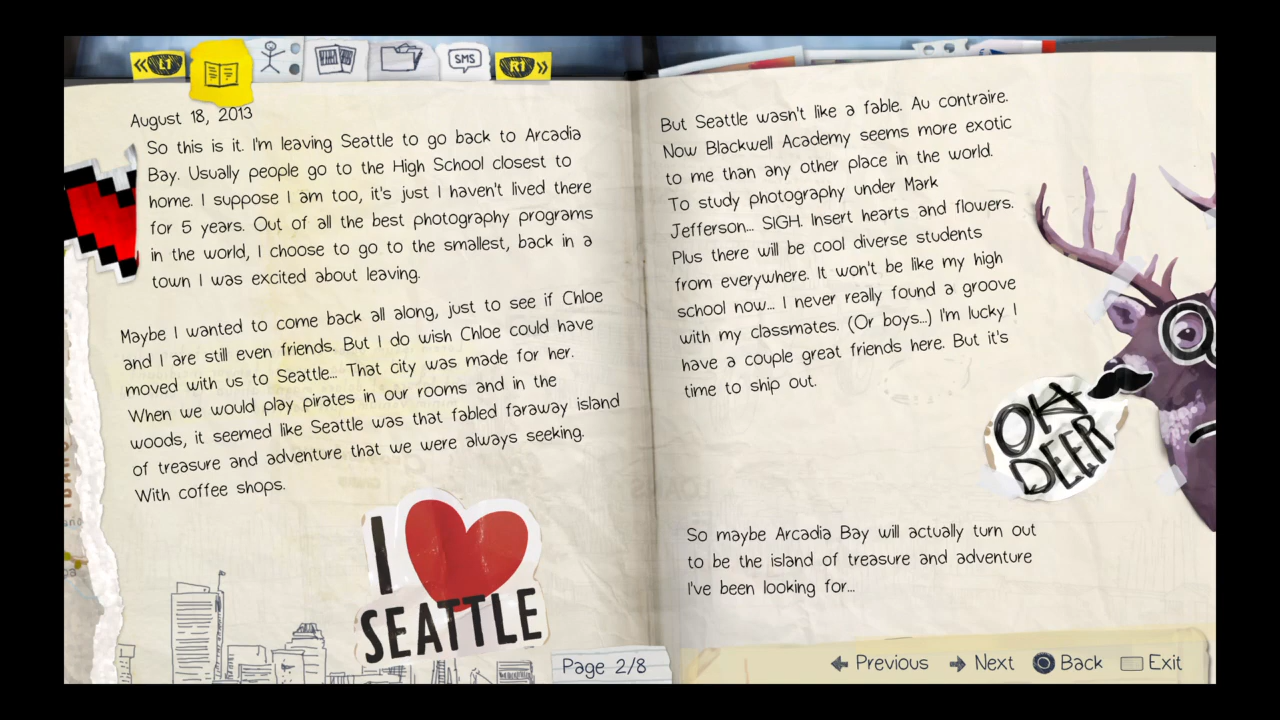 L1
SMS
R1
August 18, 2013
So this is it. I'm leaving Seattle to go back to Arcadia
Bay. Usually people go to the High School closest to
home. I suppose I am too, it's just I haven't lived there
for 5 years. Out of all the best photography programs
in the world, I choose to go to the smallest, back in a
town I was excited about leaving.
Maybe I wanted to come back all along, just to see if Chloe
and I are still even friends. But I do wish Chloe could have
moved with us to Seattle... That city was made for her.
When we would play pirates in our rooms and in the
woods, it seemed like Seattle was that fabled faraway island
of treasure and adventure that we were always seeking.
With coffee shops.
I
SEATTLE
Page 2/8
But Seattle wasn't like a fable. Au contraire.
Now Blackwell Academy seems more exotic
to me than any other place in the world.
To study photography under Mark
Jefferson... SIGH. Insert hearts and flowers.
Plus there will be cool diverse students
from everywhere. It won't be like my high
school now... I never really found a groove
with my classmates. (Or boys...) I'm lucky I
have a couple great friends here. But it's
time to ship out.
OH
DEER
So maybe Arcadia Bay will actually turn out
to be the island of treasure and adventure
I've been looking for...
Previous Next Back Exit